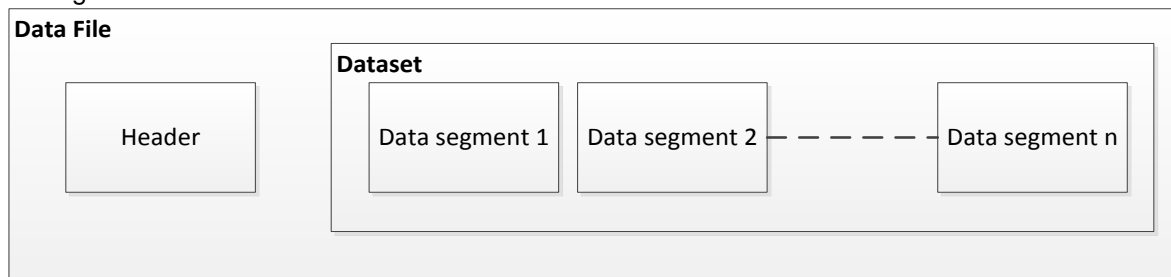 Data File
Dataset
Header
Data segment 1
Data segment 2
Data segment n